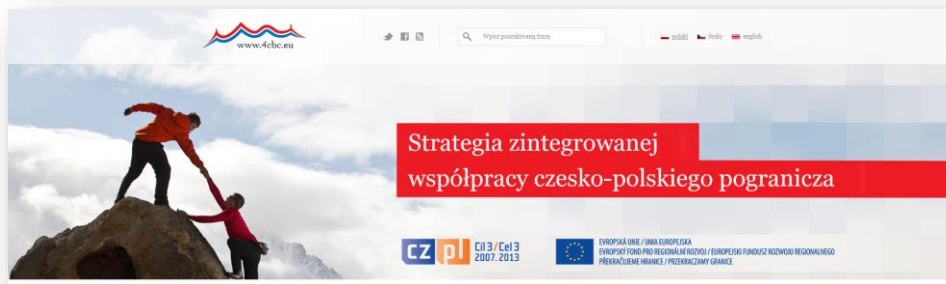 www.4cbc.eu
Wpisz poszukiwaną frazę
polski česky english
Strategia zintegrowanej
współpracy czesko-polskiego pogranicza
cz pl Cíl 3 / Cel 3
2007. 2013
EVROPSKÁ UNIE / UNIA EUROPEJSKA
EVROPSKÝ FOND PRO REGIONÁLNÍ ROZVOJ / EUROPEJSKI FUNDUSZ ROZWOJU REGIONALNEGO
PŘEKRAČUJEME HRANICE / PRZEKRACZAMY GRANICE